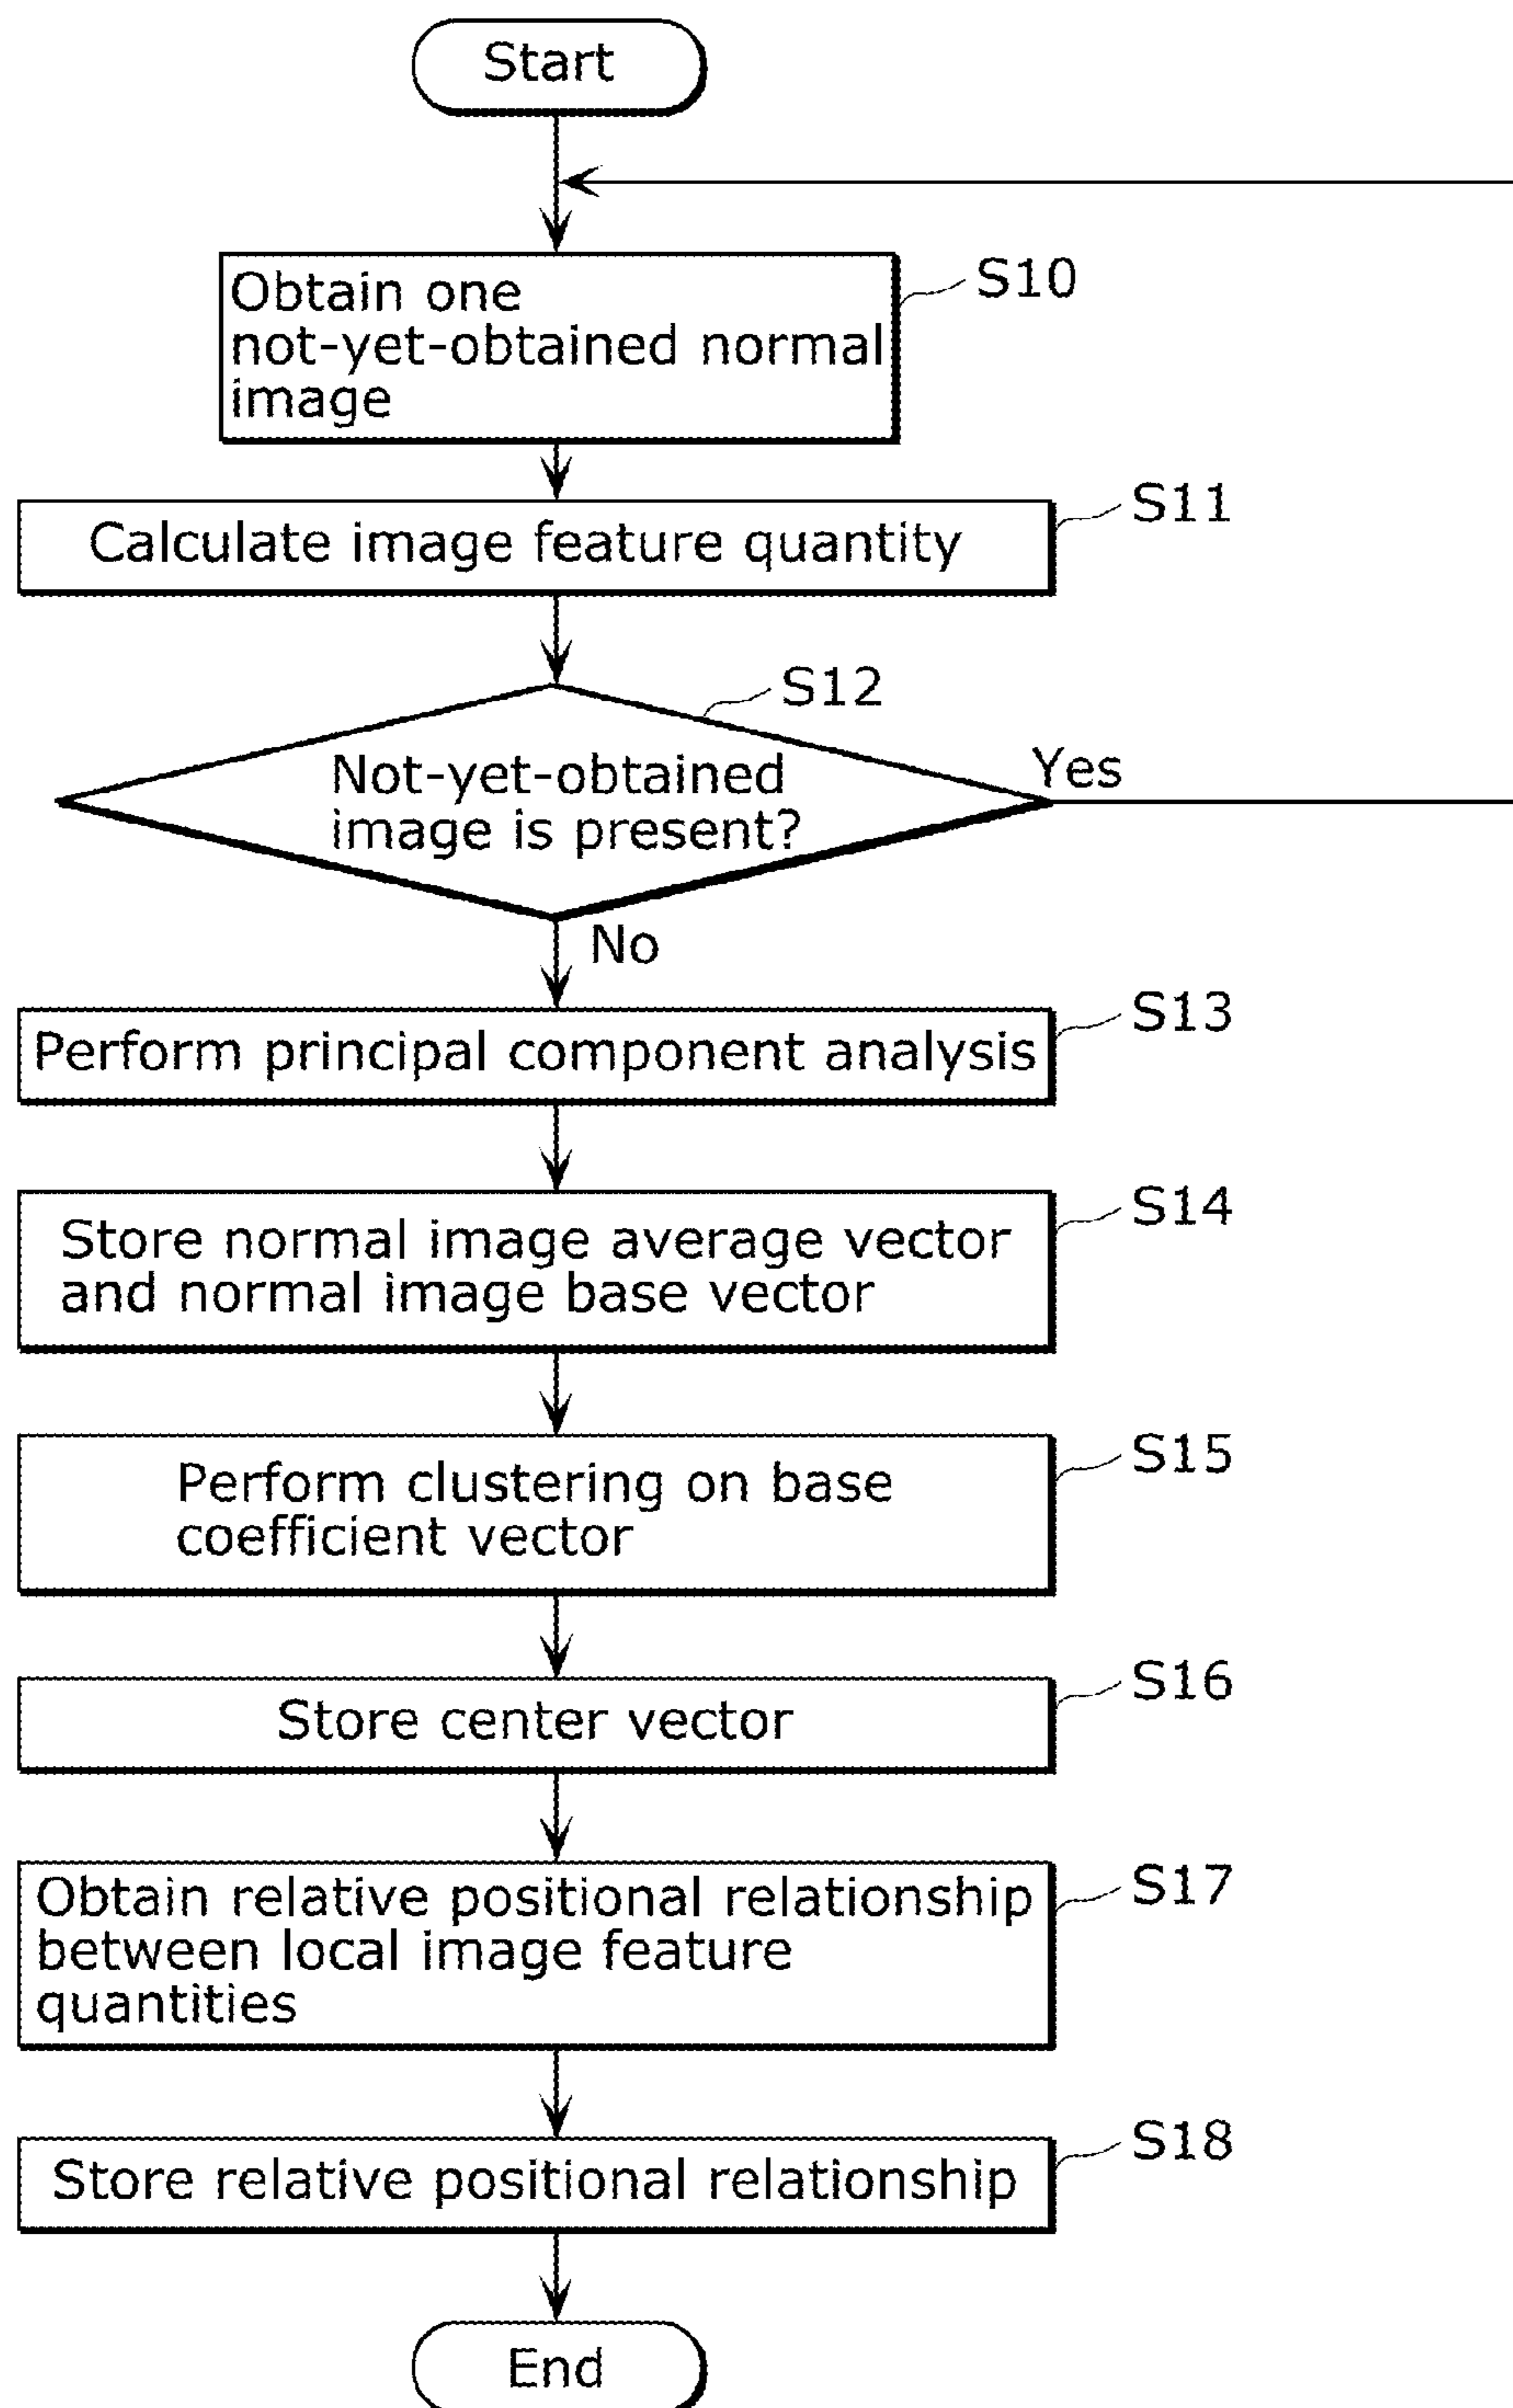 Start
Obtain one
not-yet-obtained normal
image
S10
Calculate image feature quantity
S11
S12
Not-yet-obtained
image is present?
Yes
No
Perform principal component analysis
S13
Store normal image average vector
and normal image base vector
S14
Perform clustering on base
coefficient vector
S15
Store center vector
S16
Obtain relative positional relationship
between local image feature
quantities
S17
Store relative positional relationship
S18
End